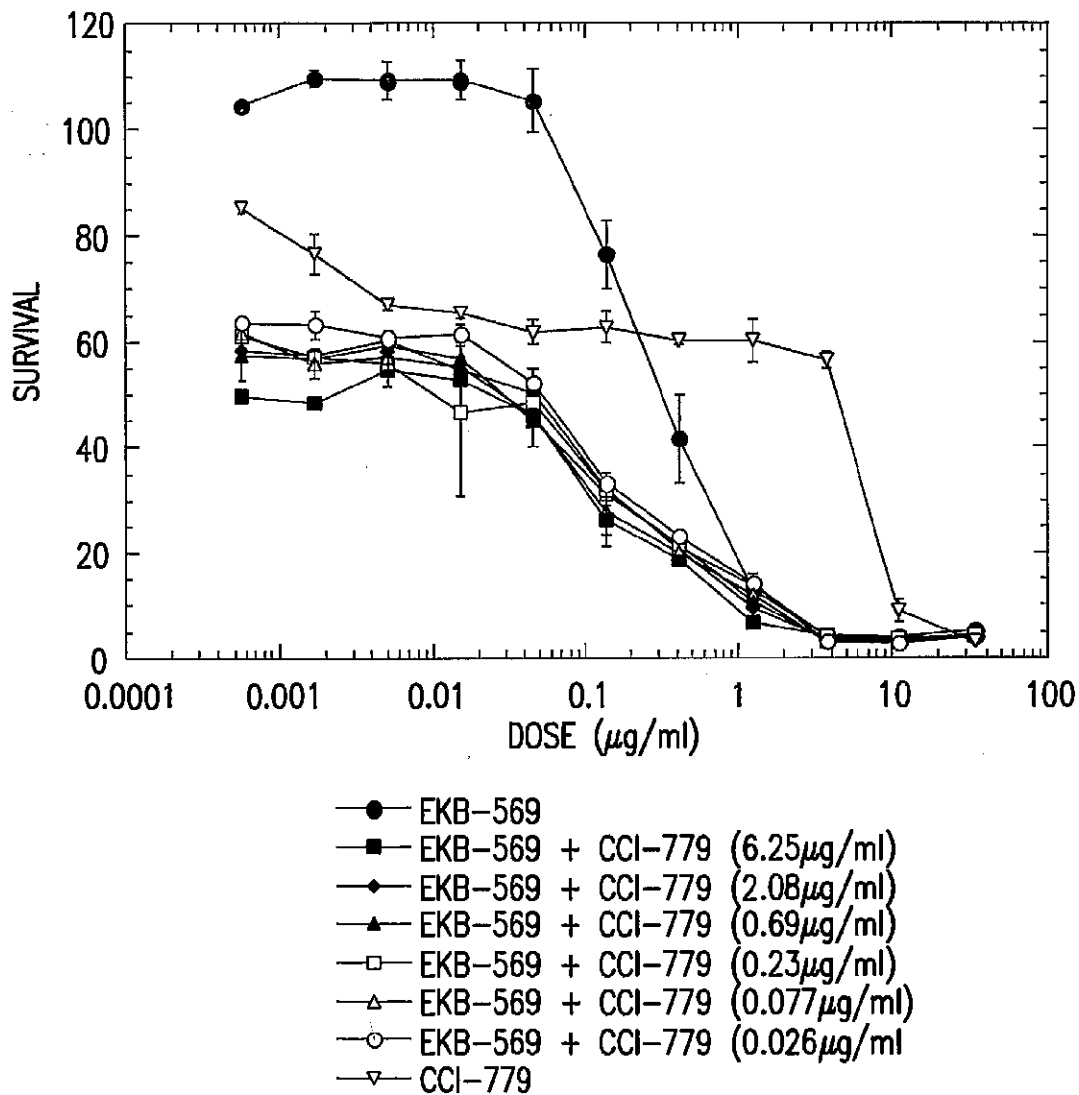 120
100
80
60
40
20
0
SURVIVAL
0.0001
0.001
0.01
0.1
1
10
100
DOSE (μg/ml)
EKB-569
EKB-569 + CCI-779 (6.25μg/ml)
EKB-569 + CCI-779 (2.08μg/ml)
EKB-569 + CCI-779 (0.69μg/ml)
EKB-569 + CCI-779 (0.23μg/ml)
EKB-569 + CCI-779 (0.077μg/ml)
EKB-569 + CCI-779 (0.026μg/ml
CCI-779